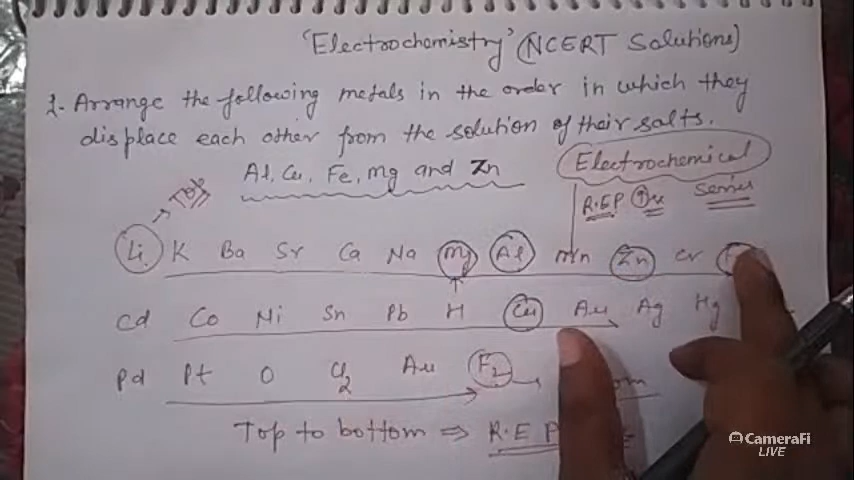 'Electrochemistry' (NCERT Solutions)
1- Arrange the following metals in the order in which they
displace each other from the solution of their salts.
Al, Cu, Fe, Mg and Zn
Electrochemical
Series
R.E.P
TOP
Li K Ba Sr Ca Na Mg Al Mn Zn Cr
Cd Co Ni Sn Pb H Cu Au Ag Hg
Pd Pt O Cl2 Au F2
Top to bottom ⇒ R.E P
CameraFi
LIVE